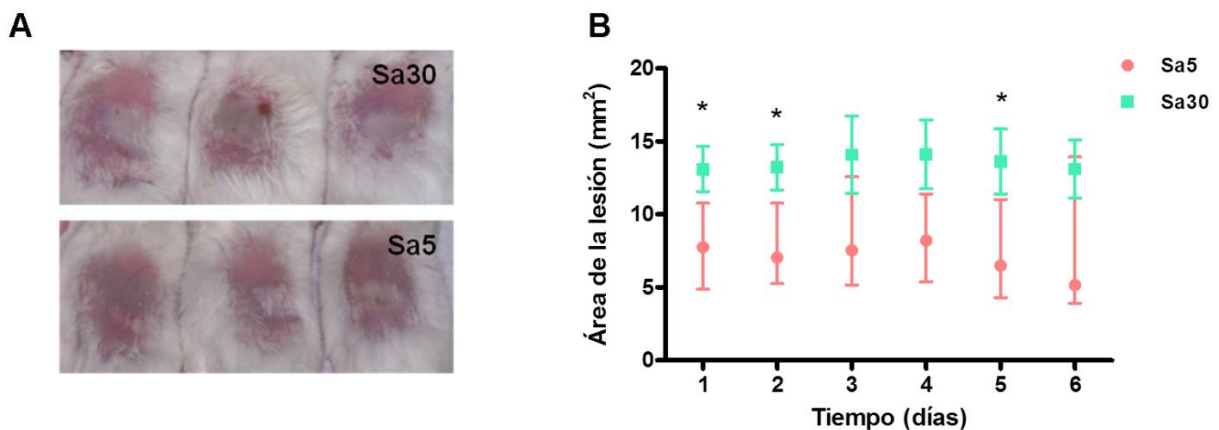 A
Sa30
Sa5
B
Área de la lesión (mm²)
20
15
10
5
0
* * *
1 2 3 4 5 6
Tiempo (días)
Sa5
Sa30